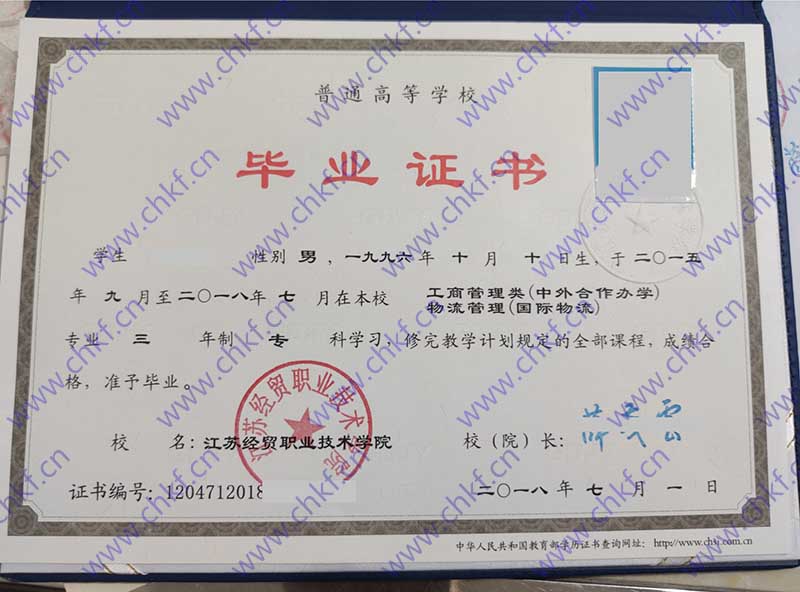 普通高等学校
毕业证书
学生 性别 男，一九九六年 十 月 十 日生，于二〇一五
年 九 月至二〇一八年 七 月在本校 工商管理类(中外合作办学)
物流管理(国际物流)
专业 三 年制 专 科学习，修完教学计划规定的全部课程，成绩合
格，准予毕业。
校 名：江苏经贸职业技术学院 校（院）长：
江苏经贸职业技术学院
证书编号：1204712018 二〇一八年 七 月 一 日
中华人民共和国教育部学历证书查询网址： http://www.chsi.com.cn
www.chkf.cn